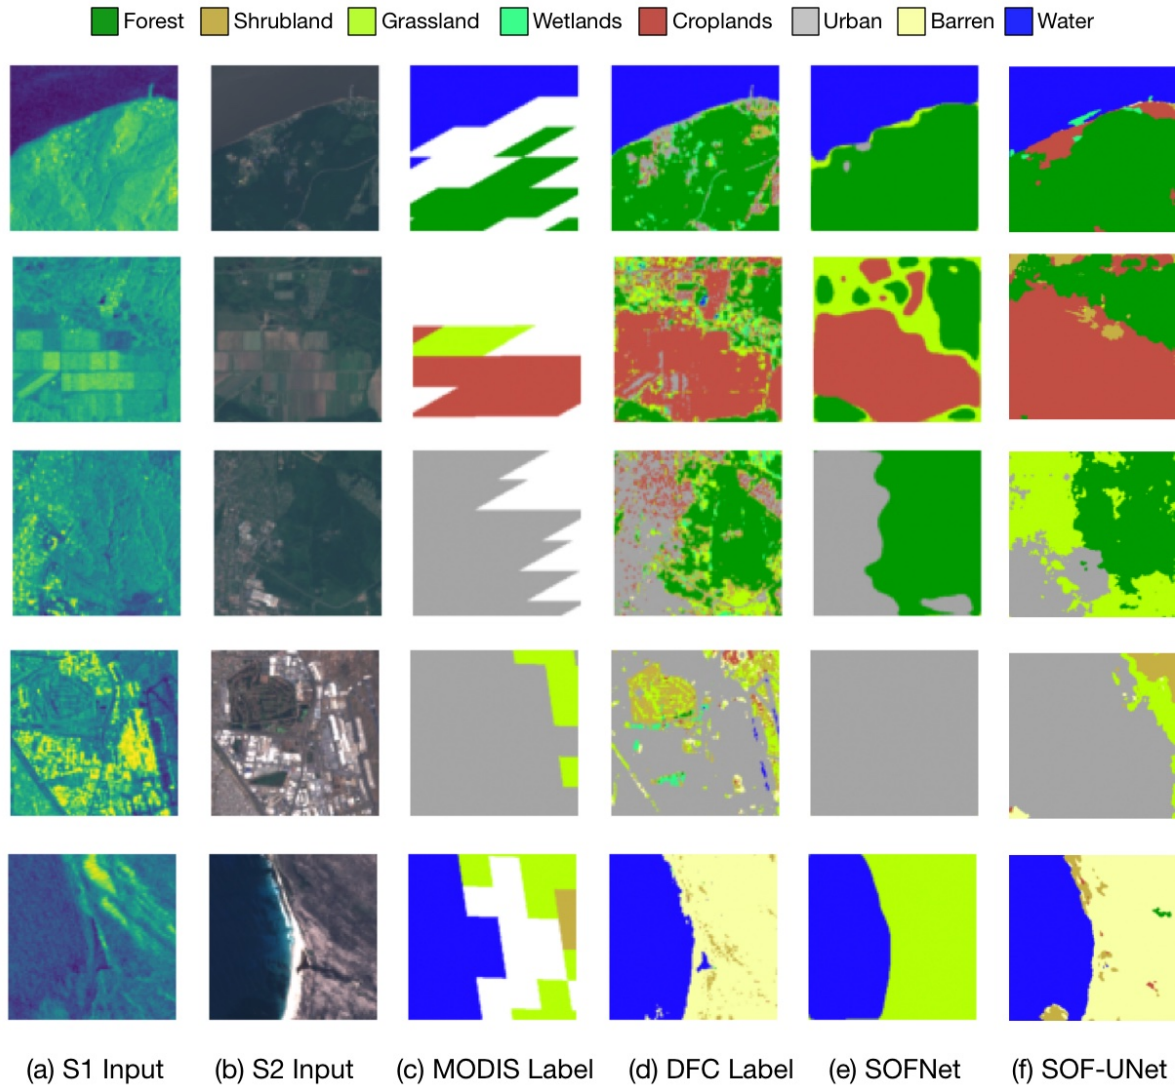 Forest Shrubland Grassland Wetlands Croplands Urban Barren Water
(a) S1 Input (b) S2 Input (c) MODIS Label (d) DFC Label (e) SOFNet (f) SOF-UNet